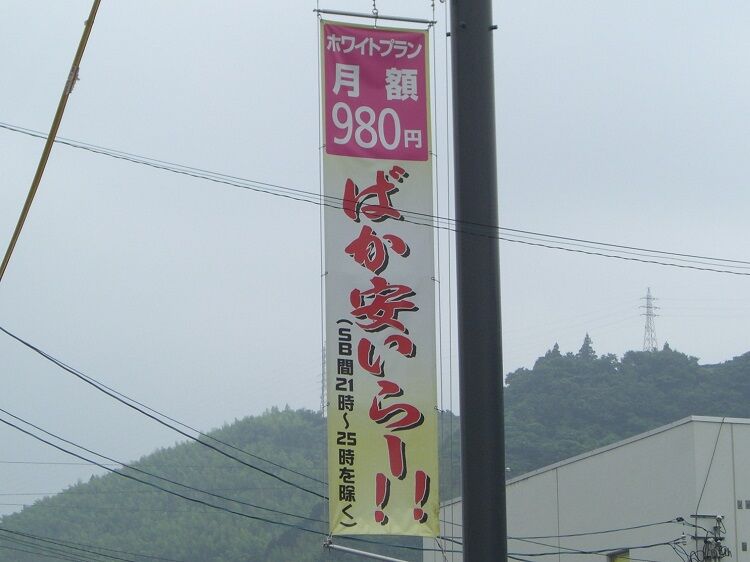 ホワイトプラン
月額
980円
ばか安いらー!!
(SB間21時～25時を除く)